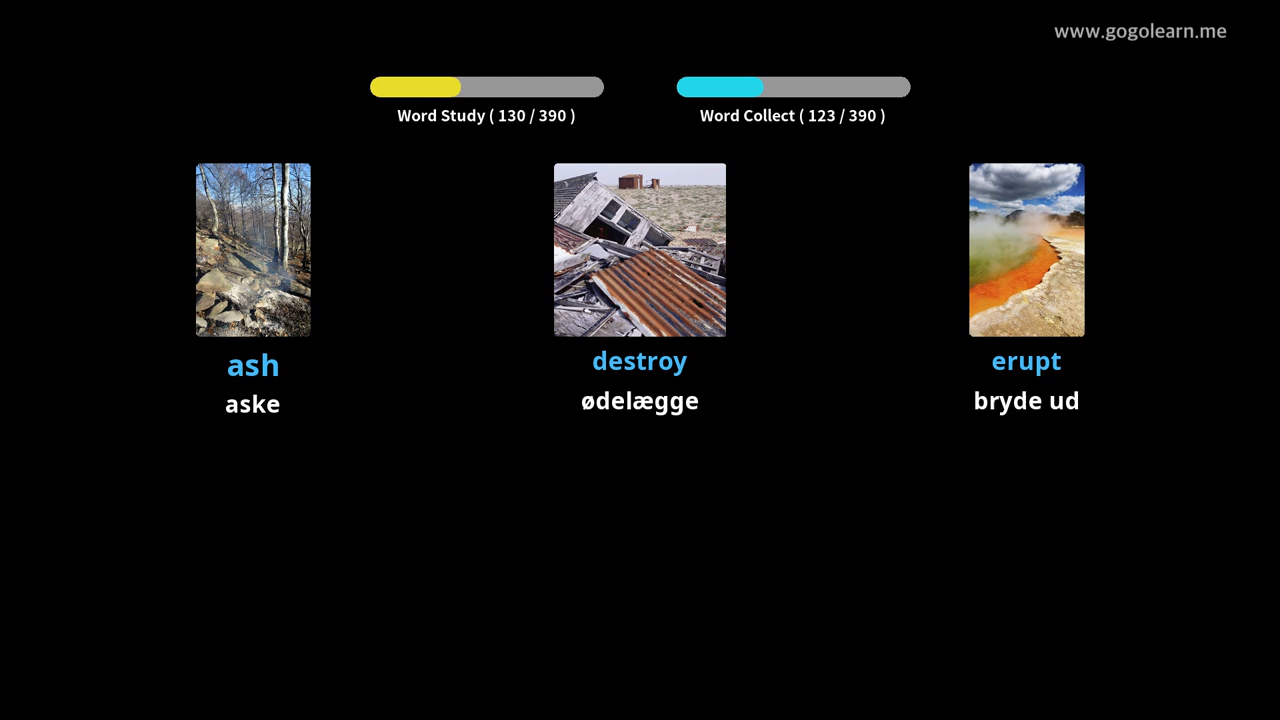 www.gogolearn.me
Word Study ( 130 / 390 )
Word Collect ( 123 / 390 )
ash
aske
destroy
ødelægge
erupt
bryde ud